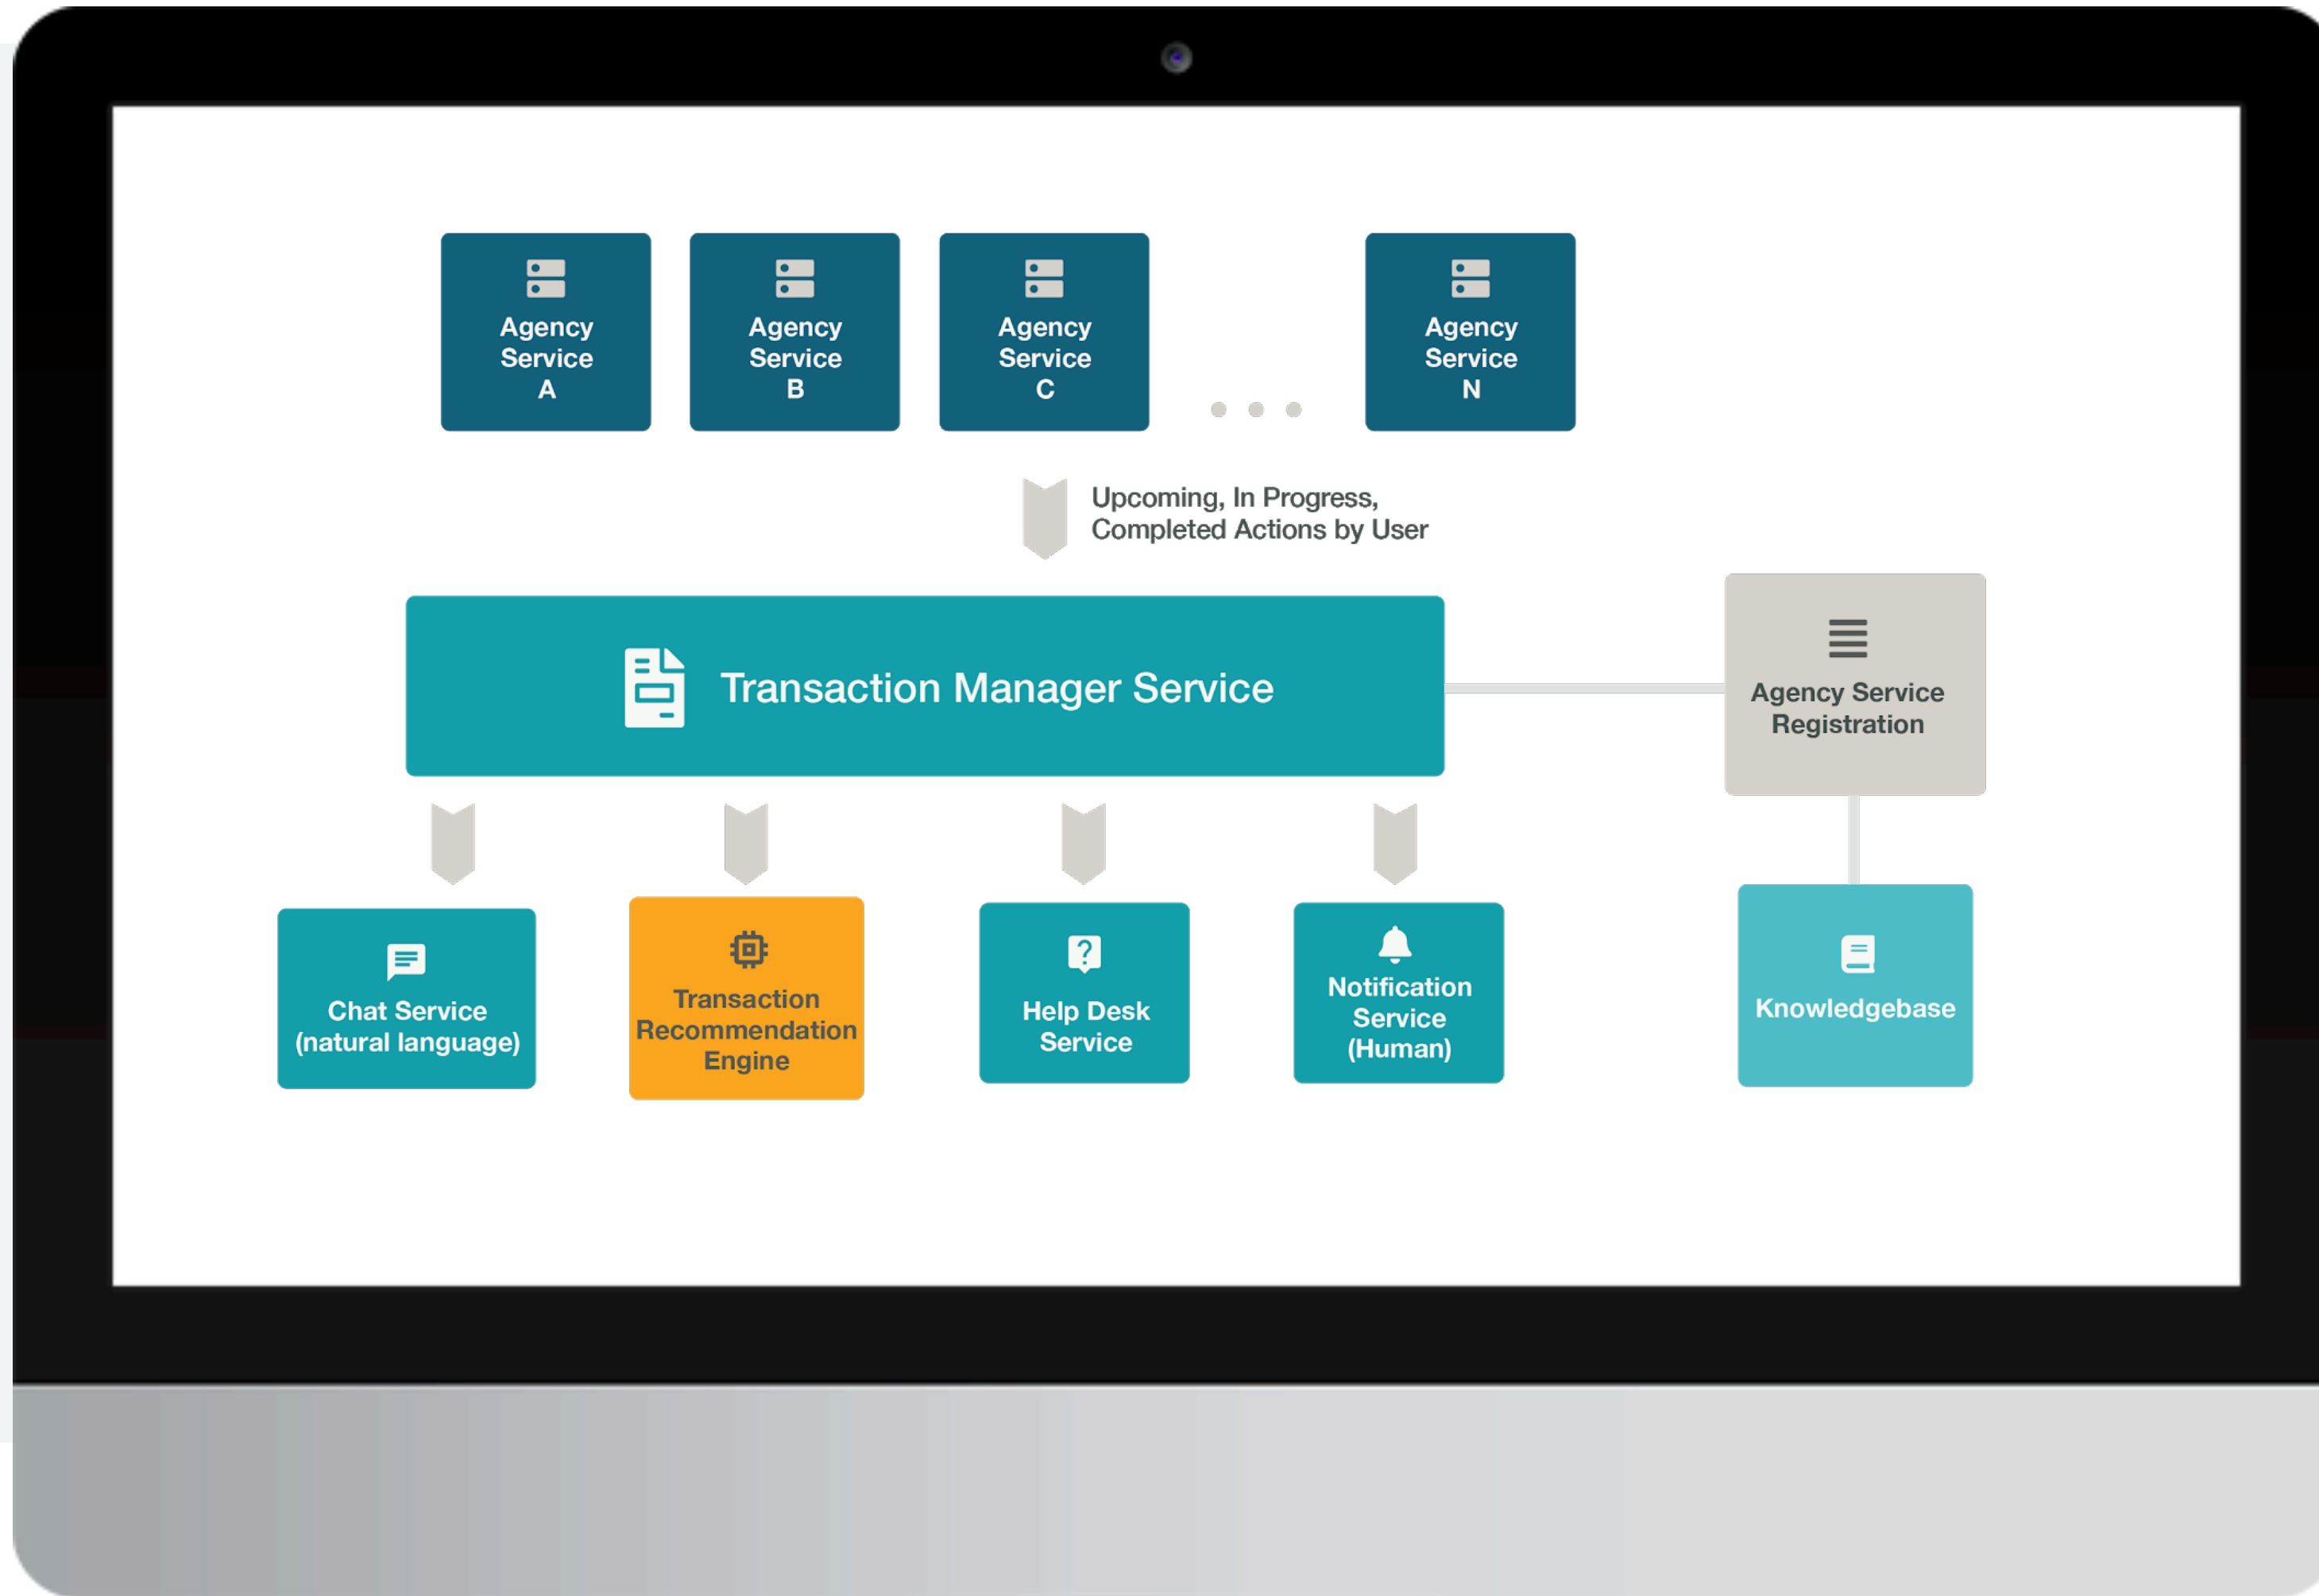 Agency
Service
A
Agency
Service
B
Agency
Service
C
Agency
Service
N
Upcoming, In Progress,
Completed Actions by User
Transaction Manager Service
Agency Service
Registration
Chat Service
(natural language)
Transaction
Recommendation
Engine
Help Desk
Service
Notification
Service
(Human)
Knowledgebase